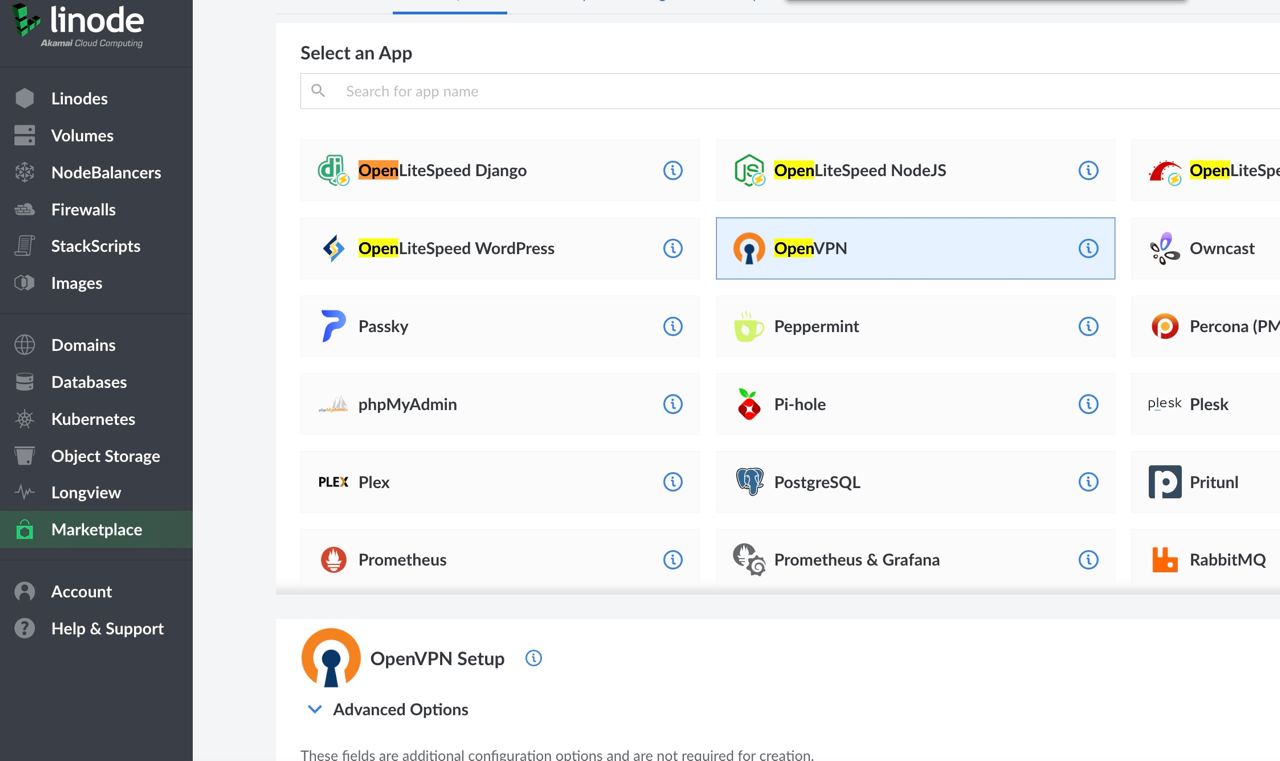 linode
Akamai Cloud Computing
Linodes
Volumes
NodeBalancers
Firewalls
StackScripts
Images
Domains
Databases
Kubernetes
Object Storage
Longview
Marketplace
Account
Help & Support
Select an App
Search for app name
OpenLiteSpeed Django
OpenLiteSpeed NodeJS
OpenLiteSpe
OpenLiteSpeed WordPress
OpenVPN
Owncast
Passky
Peppermint
Percona (PM
phpMyAdmin
phpMyAdmin
Pi-hole
plesk
Plesk
PLEX
Plex
PostgreSQL
Pritunl
Prometheus
Prometheus & Grafana
RabbitMQ
OpenVPN Setup
Advanced Options
These fields are additional configuration options and are not required for creation.